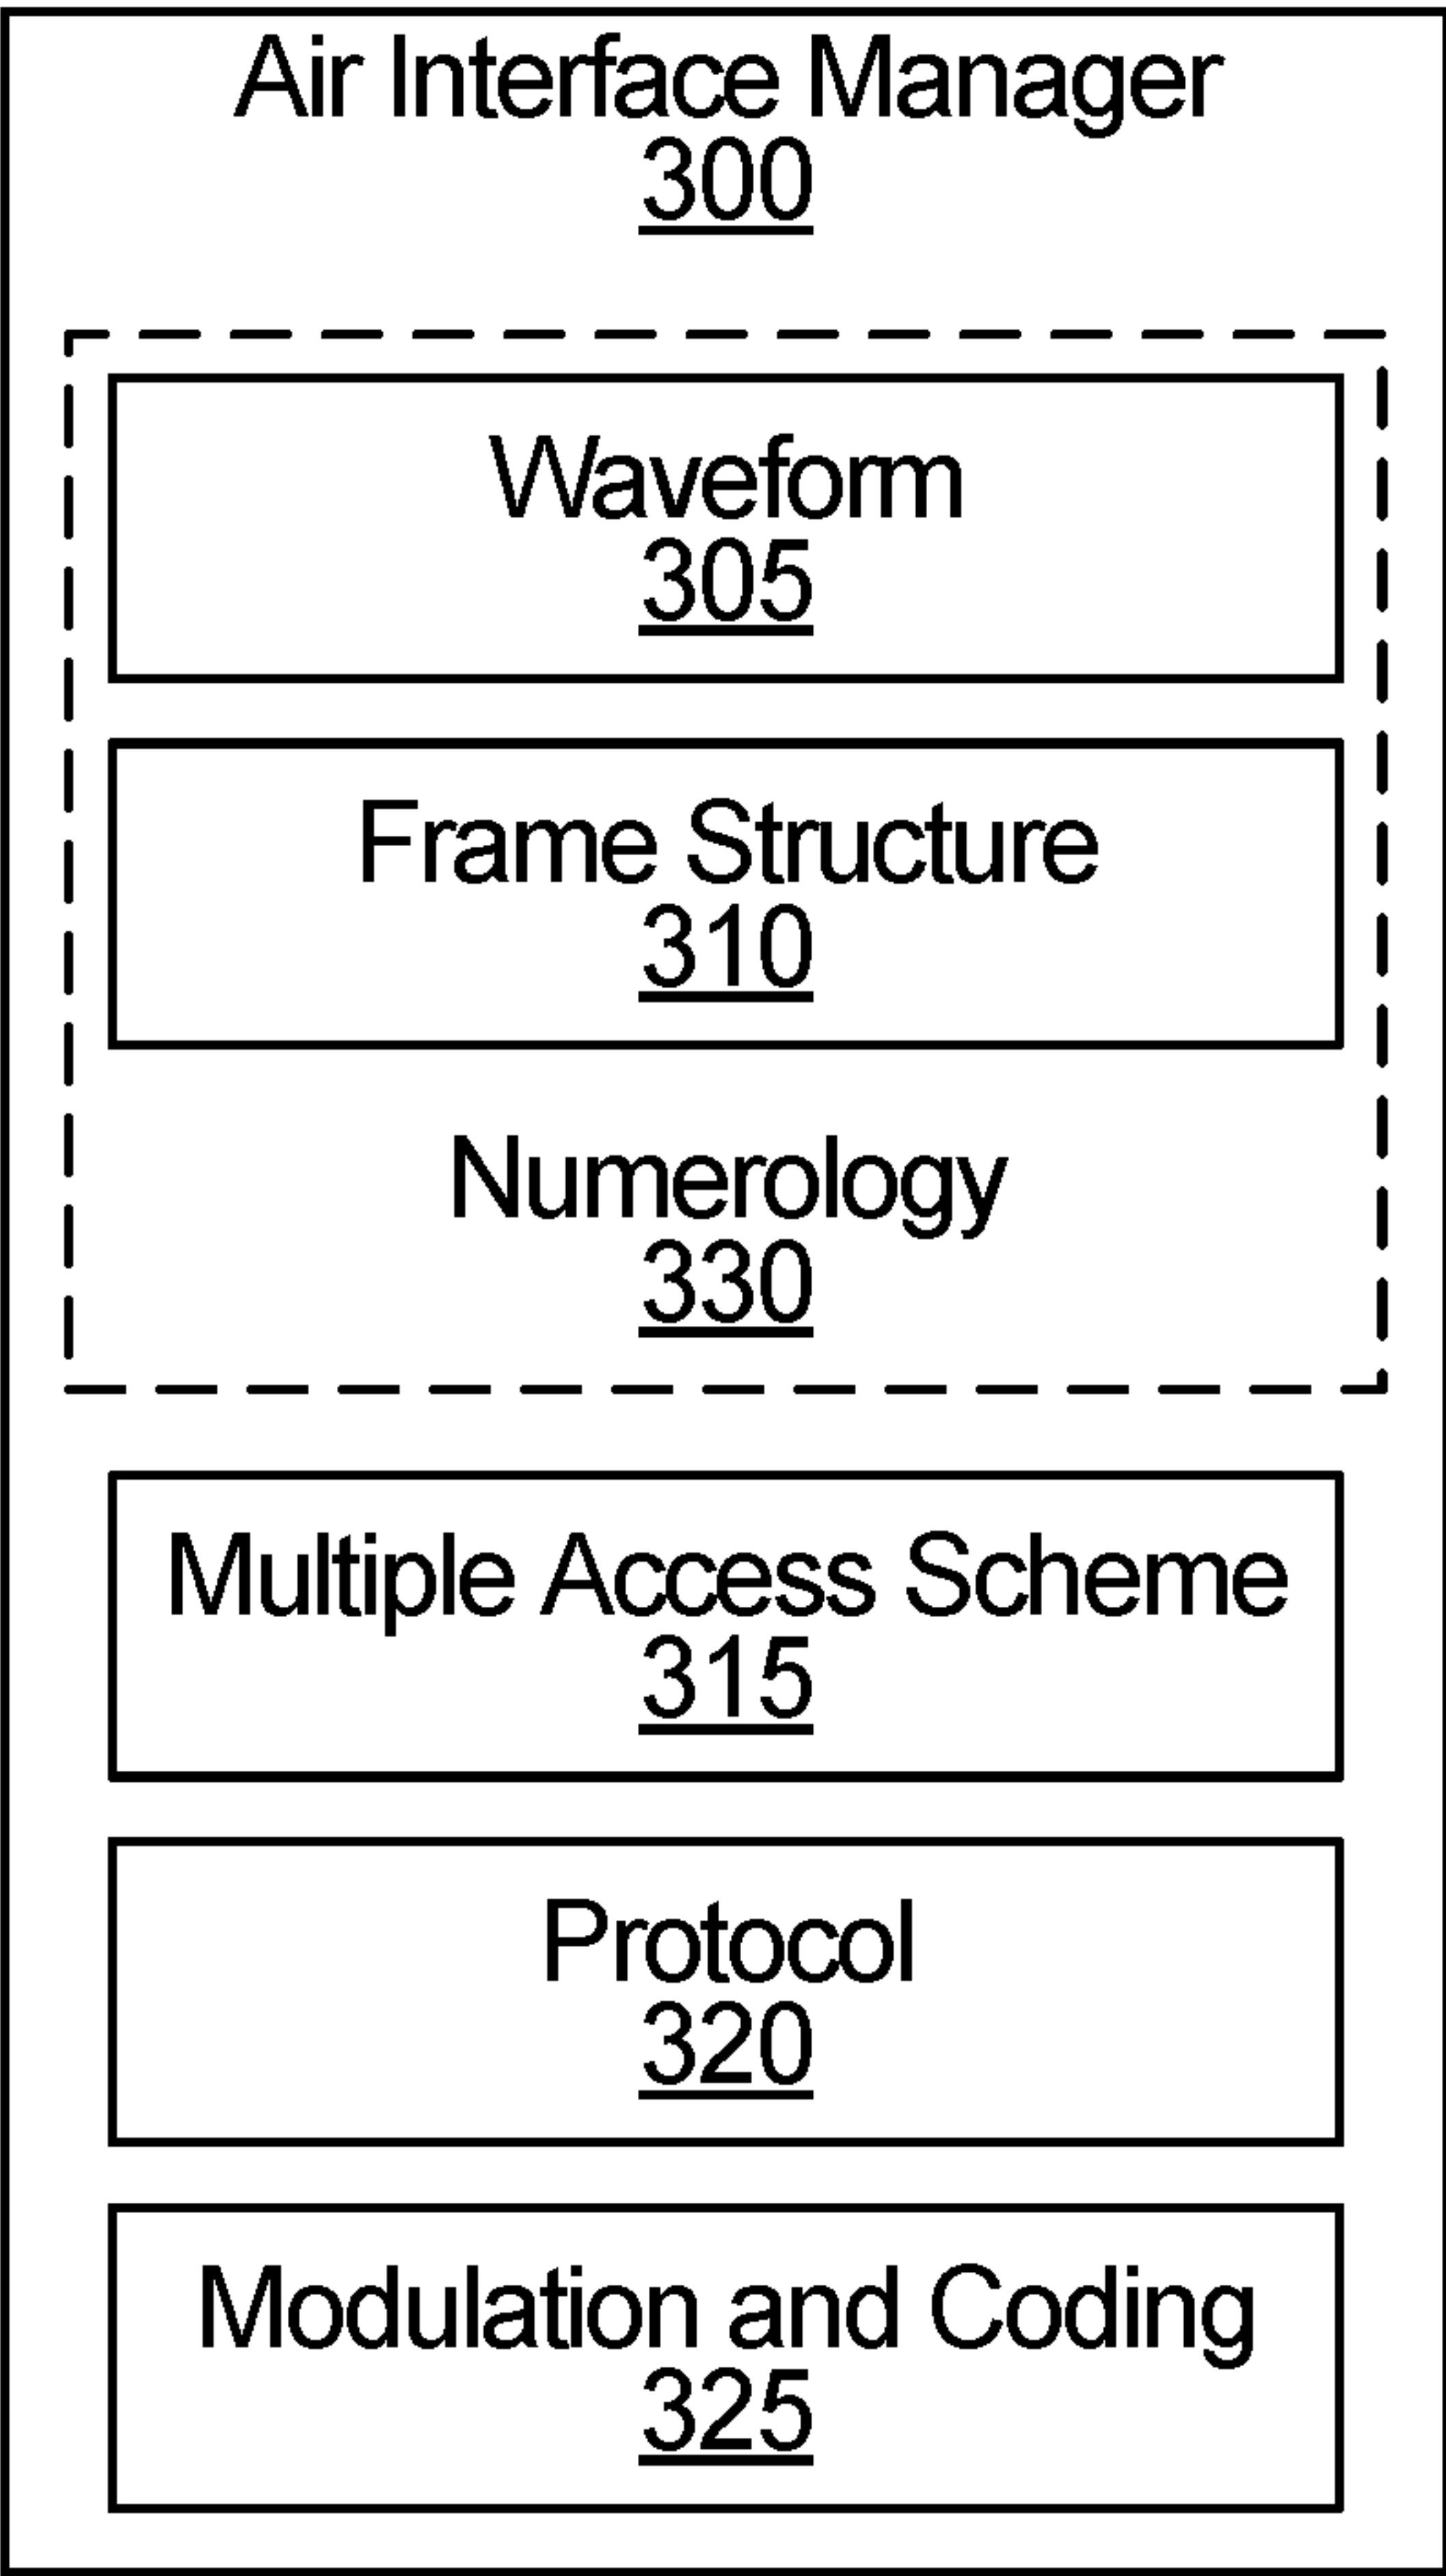 Air Interface Manager
300
Waveform
305
Frame Structure
310
Numerology
330
Multiple Access Scheme
315
Protocol
320
Modulation and Coding
325